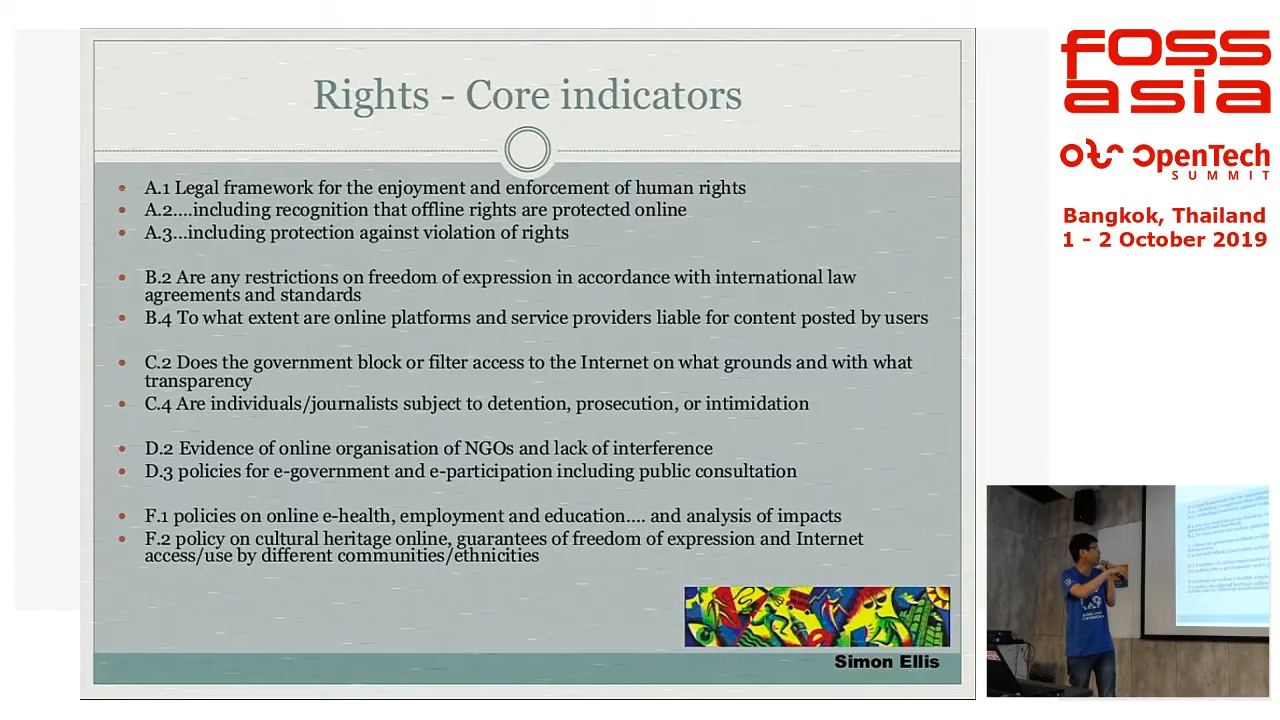 Rights - Core indicators
A.1 Legal framework for the enjoyment and enforcement of human rights
A.2....including recognition that offline rights are protected online
A.3...including protection against violation of rights
B.2 Are any restrictions on freedom of expression in accordance with international law
agreements and standards
B.4 To what extent are online platforms and service providers liable for content posted by users
C.2 Does the government block or filter access to the Internet on what grounds and with what
transparency
C.4 Are individuals/journalists subject to detention, prosecution, or intimidation
D.2 Evidence of online organisation of NGOs and lack of interference
D.3 policies for e-government and e-participation including public consultation
F.1 policies on online e-health, employment and education.... and analysis of impacts
F.2 policy on cultural heritage online, guarantees of freedom of expression and Internet
access/use by different communities/ethnicities
Simon Ellis
FOSS
asia
OpenTech
SUMMIT
Bangkok, Thailand
1 - 2 October 2019